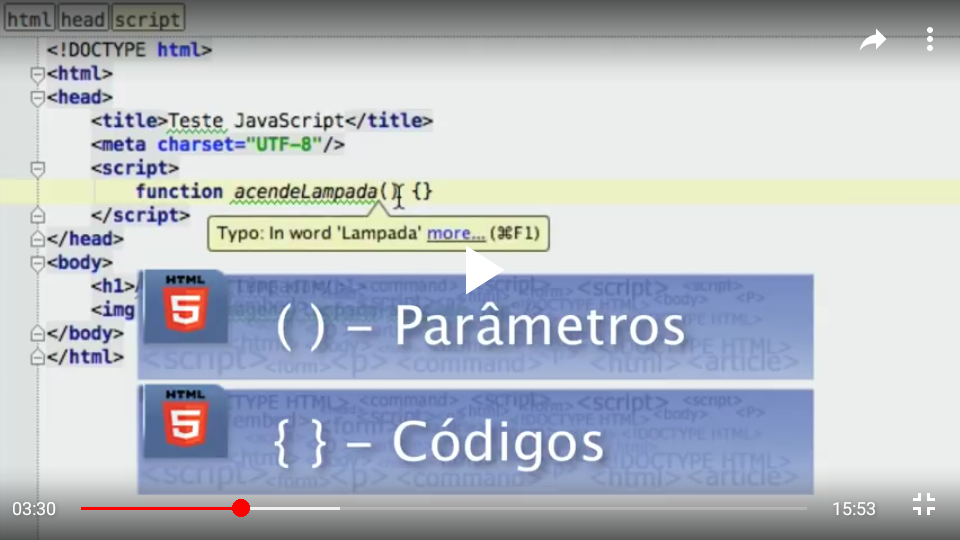 html head script
<!DOCTYPE html>
<html>
<head>
<title>Teste JavaScript</title>
<meta charset="UTF-8"/>
<script>
function acendeLampada() {}
</script>
Typo: In word 'Lampada' more... (⌘F1)
</head>
<body>
<h1>
<img
</body>
</html>
HTML
5
( ) – Parâmetros
HTML
5
{ } – Códigos
03:30
15:53